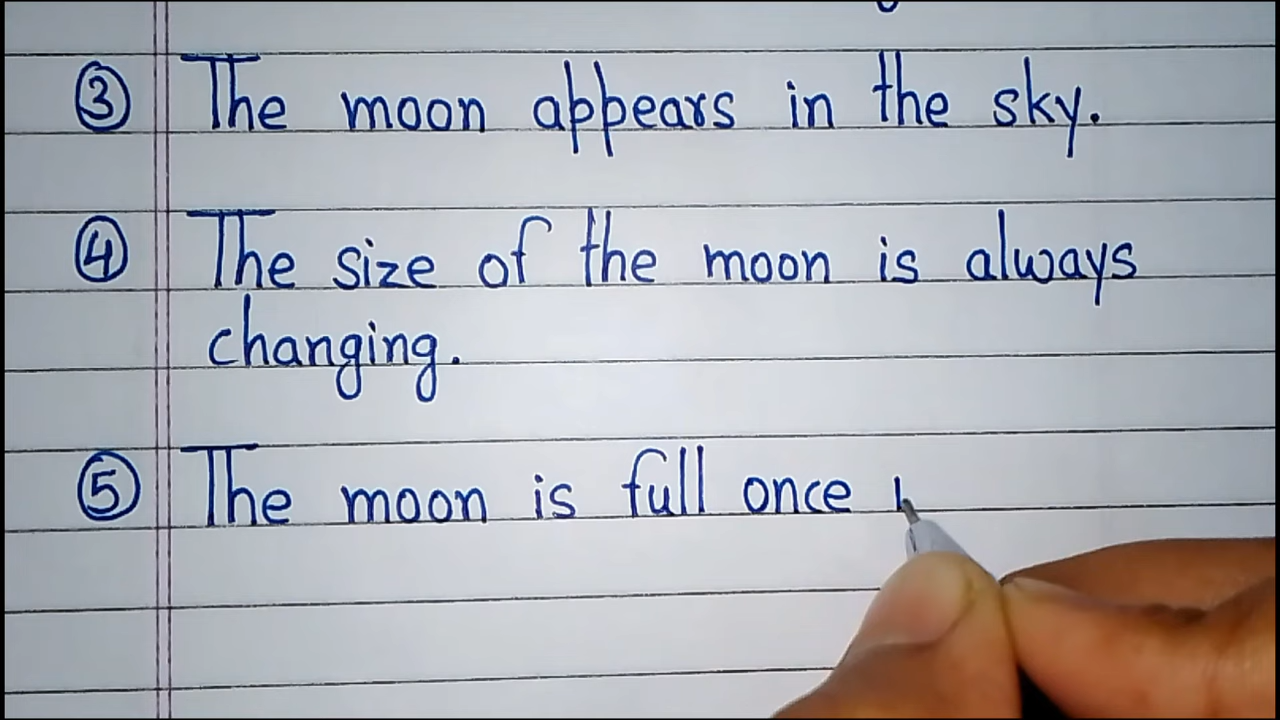 ③ The moon appears in the sky.
④ The size of the moon is always
changing.
⑤ The moon is full once